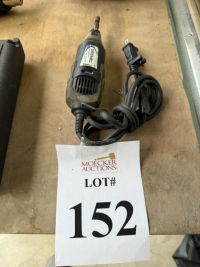 MOECKER
AUCTIONS
LOT#
152